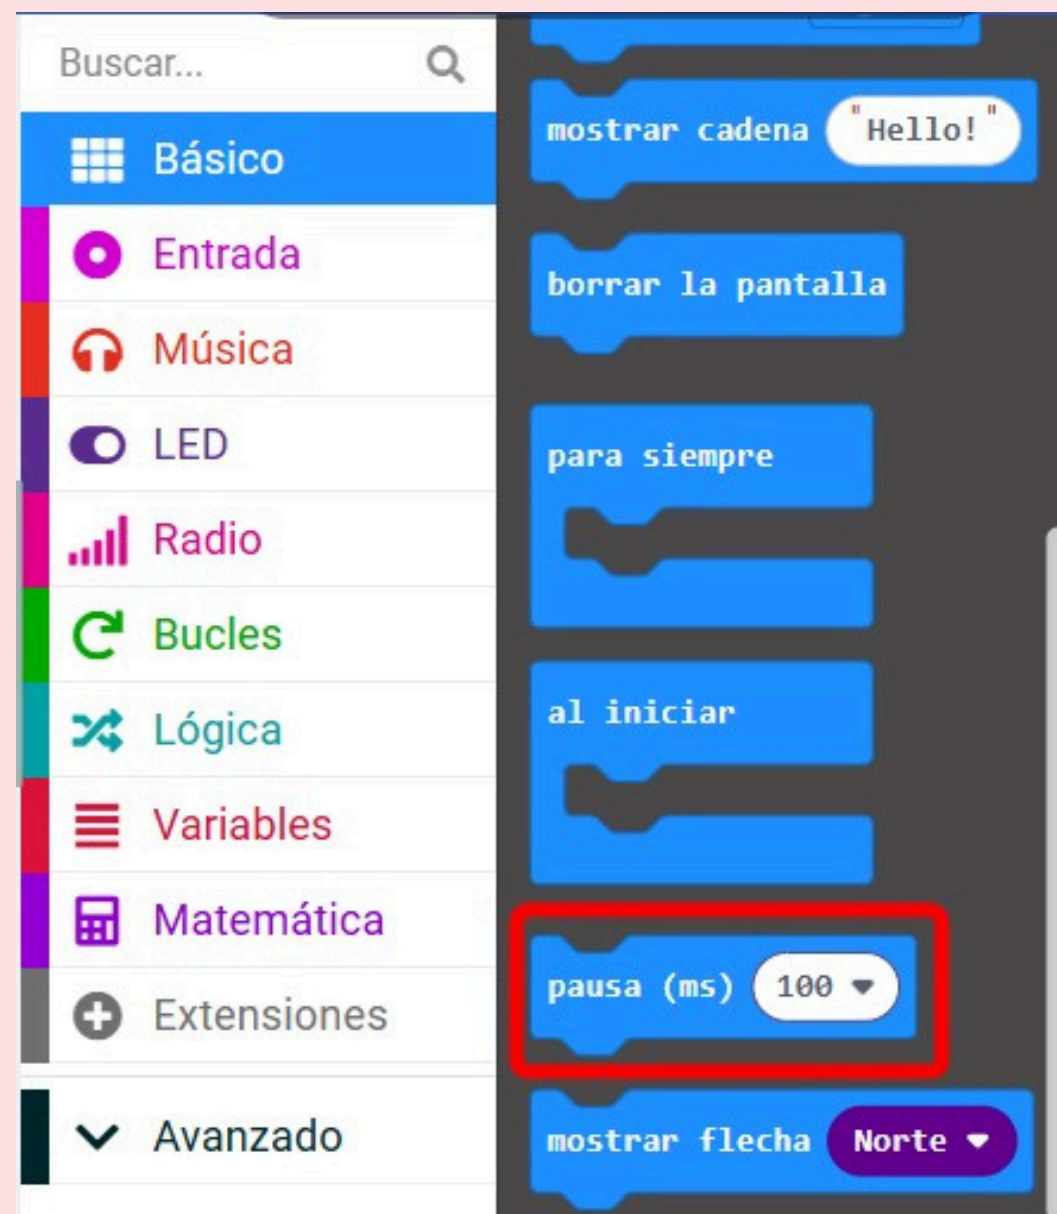 Buscar...
Básico
Entrada
Música
LED
Radio
Bucles
Lógica
Variables
Matemática
Extensiones
Avanzado
mostrar cadena "Hello!"
borrar la pantalla
para siempre
al iniciar
pausa (ms) 100
mostrar flecha Norte